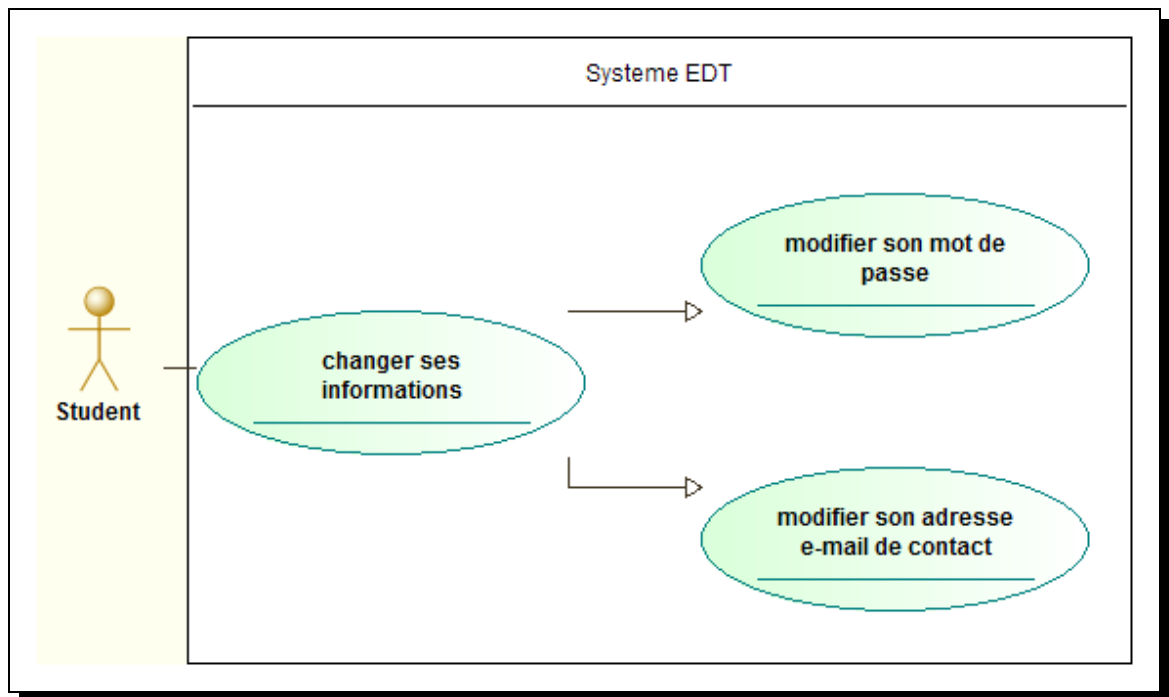 Systeme EDT
modifier son mot de
passe
changer ses
informations
Student
modifier son adresse
e-mail de contact